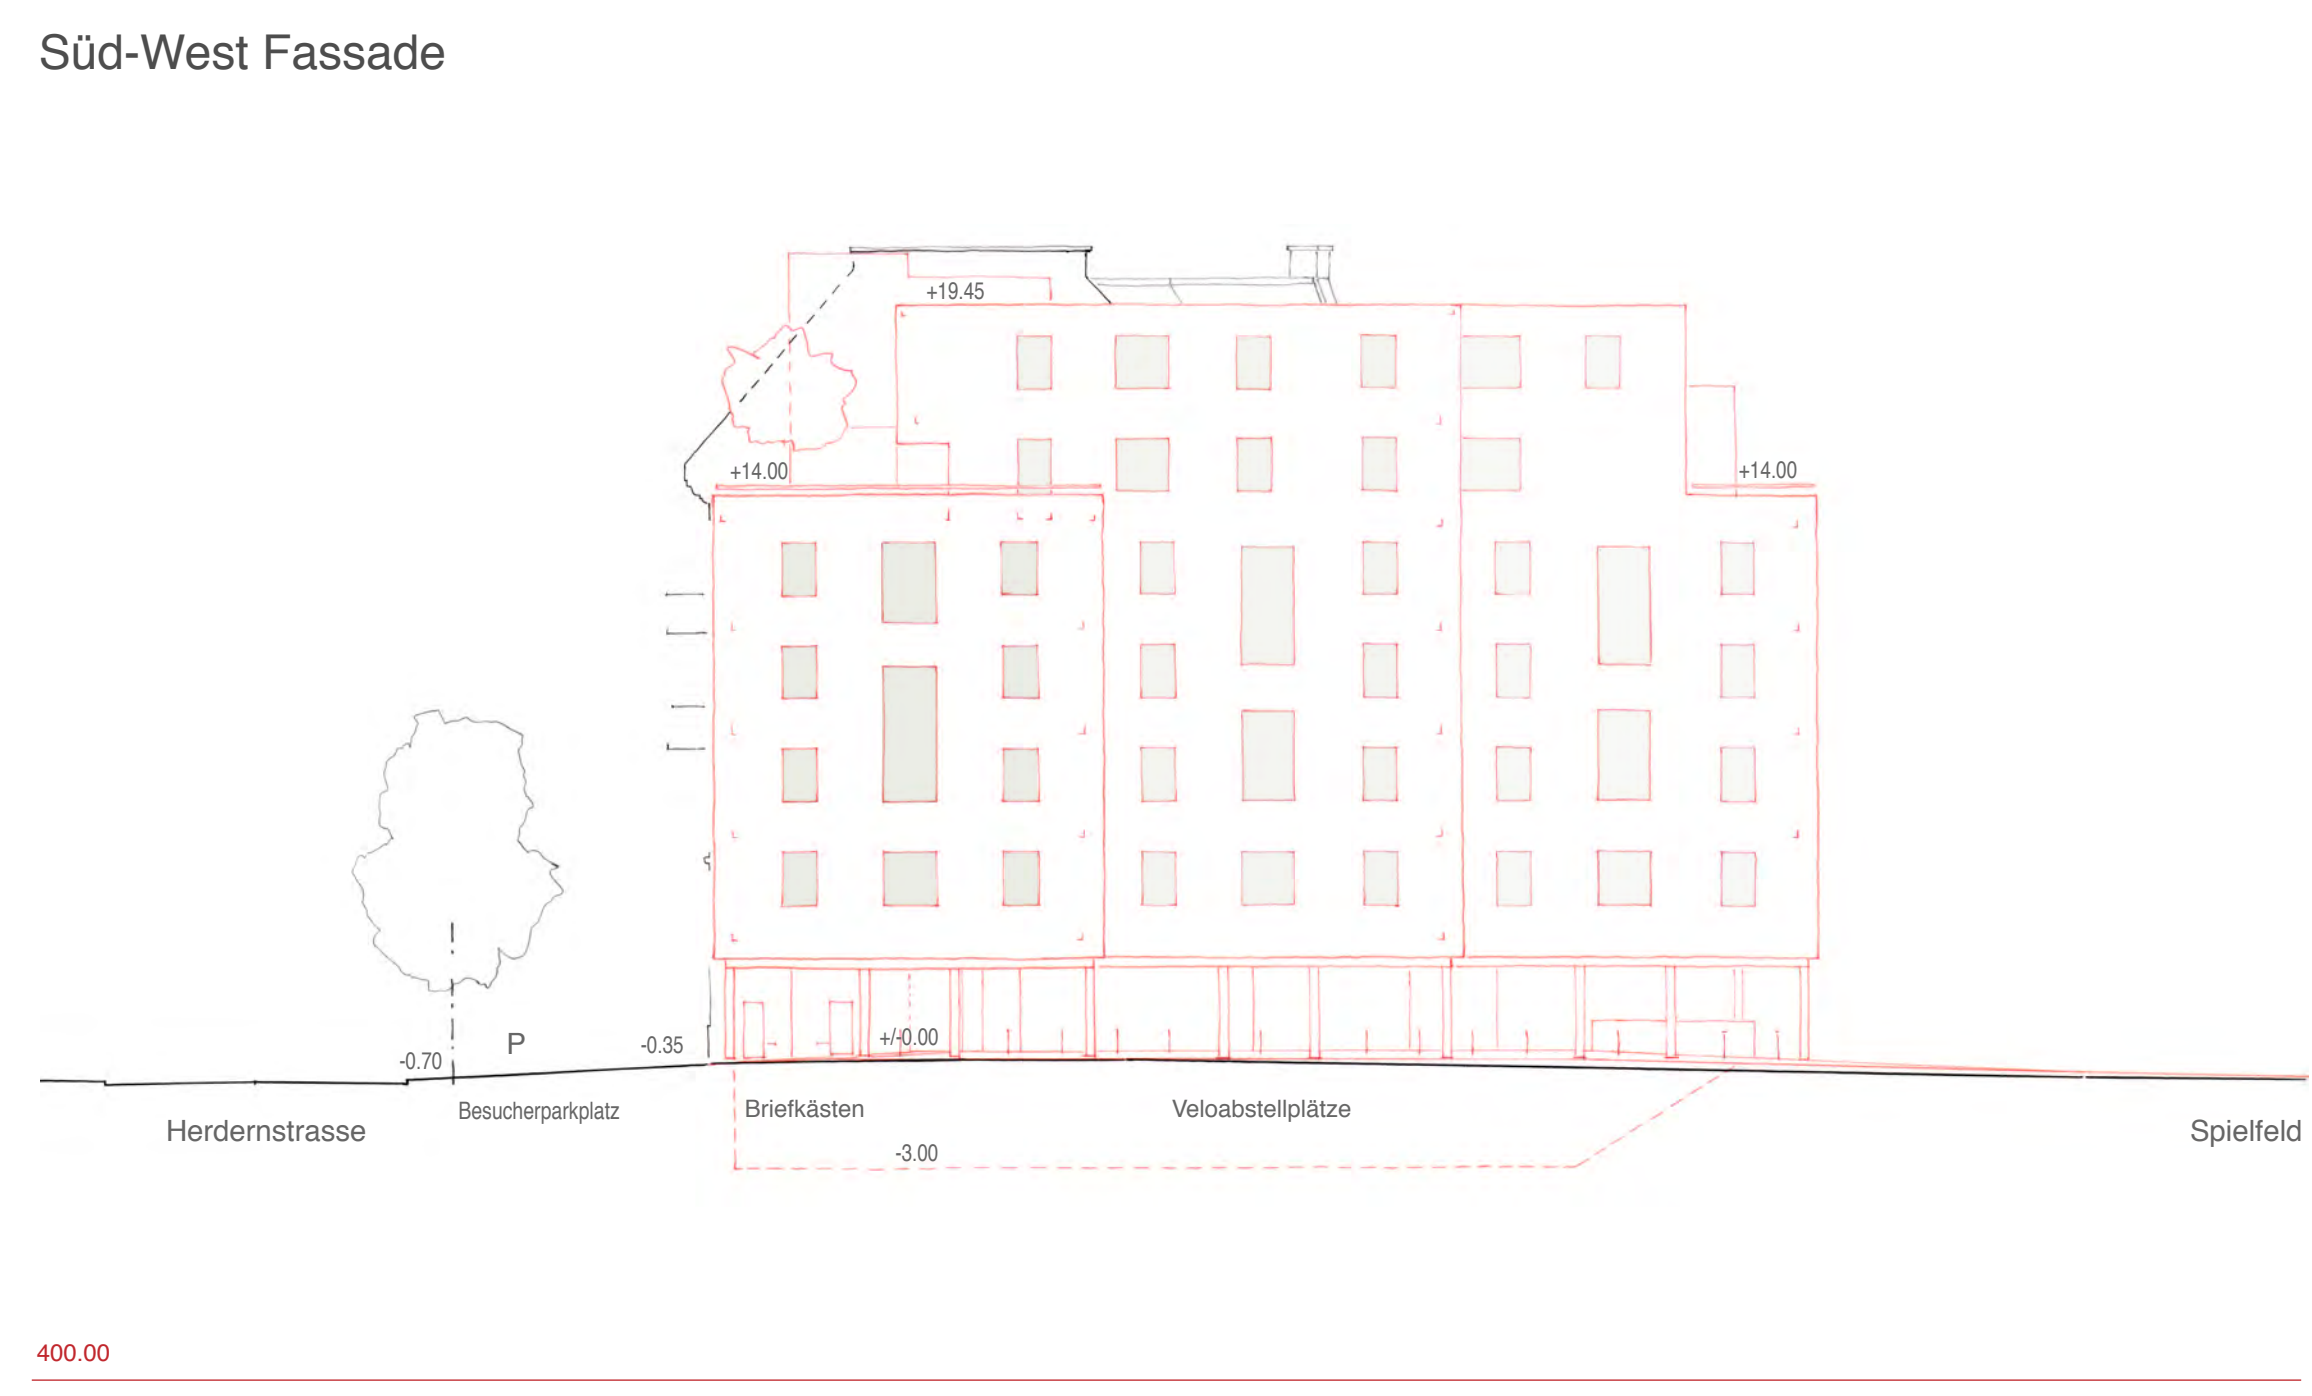 Süd-West Fassade
+19.45
+14.00
+14.00
+/-0.00
P
-0.35
-0.70
Besucherparkplatz
Briefkästen
Veloabstellplätze
Herdernstrasse
Spielfeld
-3.00
400.00